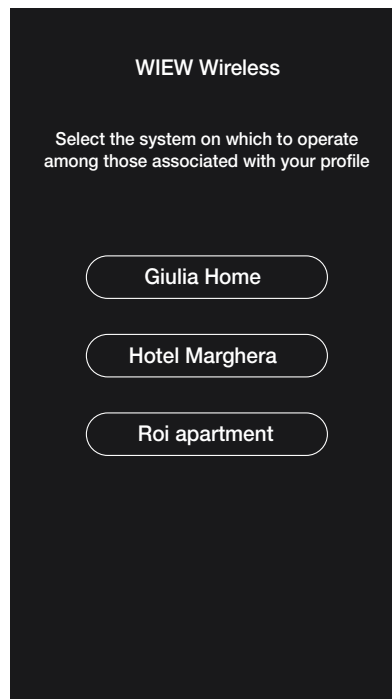 WIEW Wireless
Select the system on which to operate
among those associated with your profile
Giulia Home
Hotel Marghera
Roi apartment